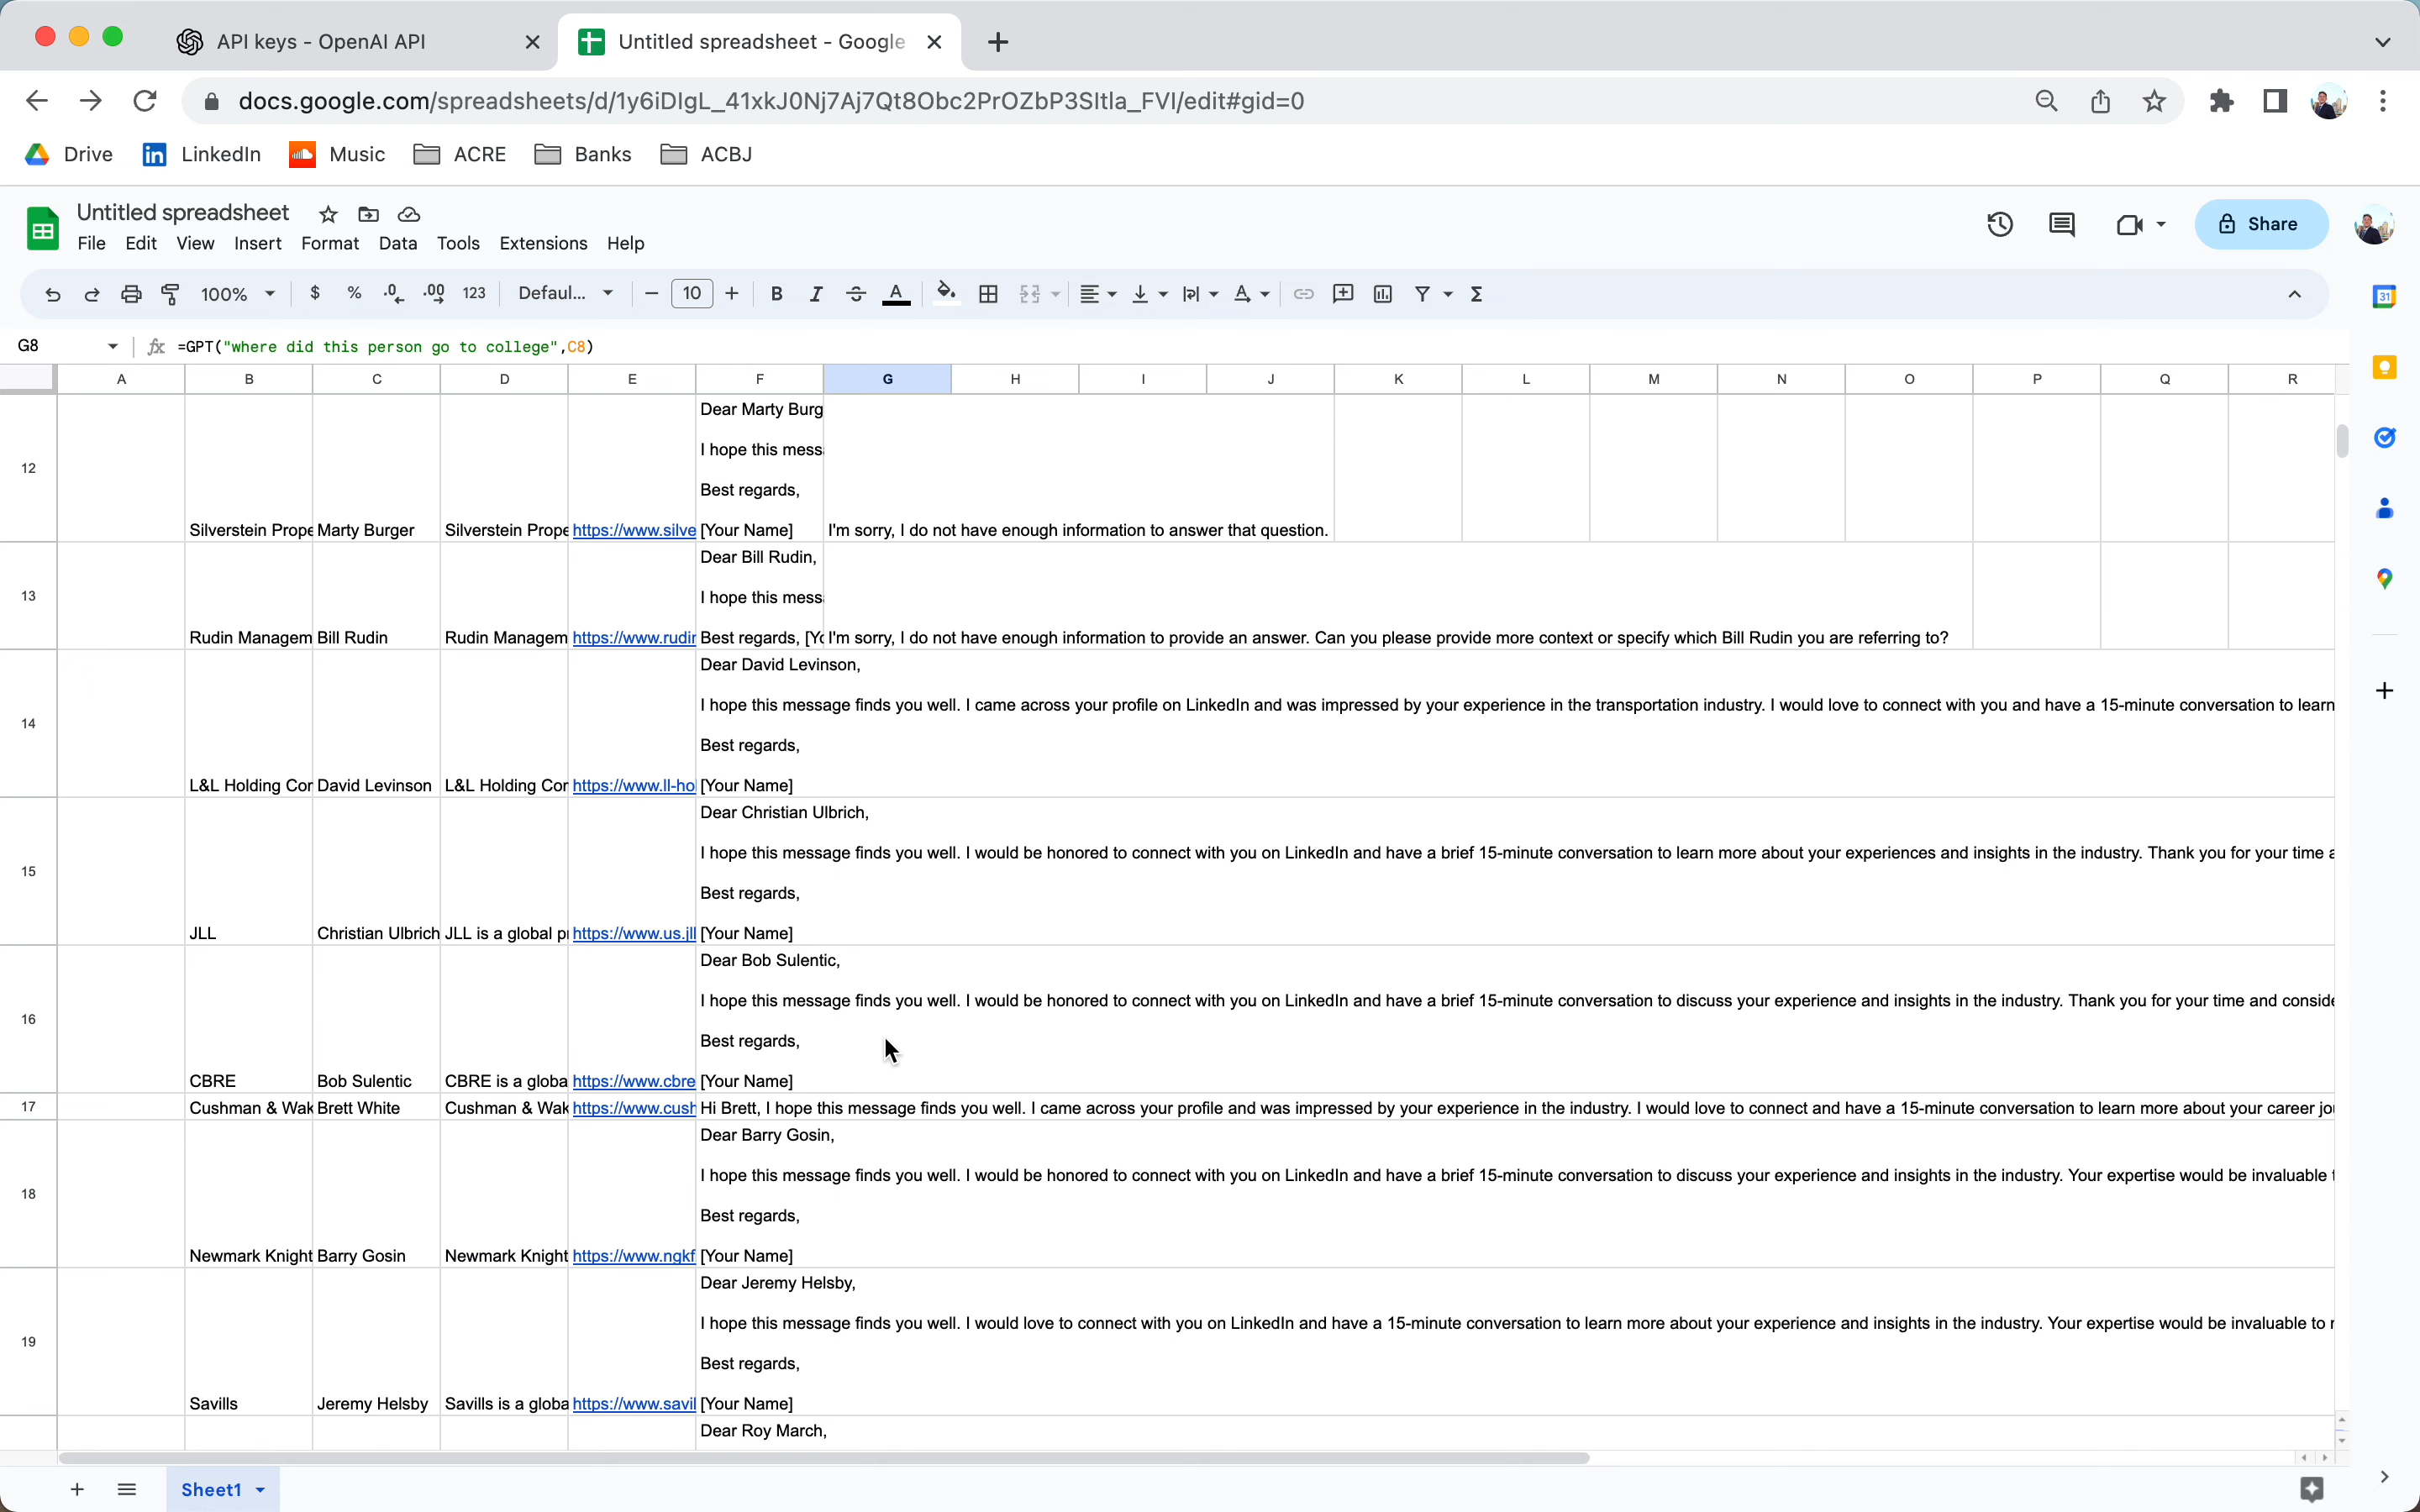 API keys - OpenAI API
Untitled spreadsheet - Google
docs.google.com/spreadsheets/d/1y6iDIgL_41xkJ0Nj7Aj7Qt8Obc2PrOZbP3SItla_FVI/edit#gid=0
Drive LinkedIn Music ACRE Banks ACBJ
Untitled spreadsheet
File Edit View Insert Format Data Tools Extensions Help
Share
100% $ % .0 .00 123 Defaul... 10 B I A Σ 31
G8 fx =GPT("where did this person go to college",C8)
A B C D E F G H I J K L M N O P Q R
Dear Marty Burg
I hope this mess
12
Best regards,
Silverstein Prope Marty Burger Silverstein Prope https://www.silve [Your Name] I'm sorry, I do not have enough information to answer that question.
Dear Bill Rudin,
13
I hope this mess
Rudin Managem Bill Rudin Rudin Managem https://www.rudin Best regards, [Yo I'm sorry, I do not have enough information to provide an answer. Can you please provide more context or specify which Bill Rudin you are referring to?
Dear David Levinson,
I hope this message finds you well. I came across your profile on LinkedIn and was impressed by your experience in the transportation industry. I would love to connect with you and have a 15-minute conversation to learn
14
Best regards,
L&L Holding Cor David Levinson L&L Holding Cor https://www.ll-ho [Your Name]
Dear Christian Ulbrich,
I hope this message finds you well. I would be honored to connect with you on LinkedIn and have a brief 15-minute conversation to learn more about your experiences and insights in the industry. Thank you for your time a
15
Best regards,
JLL Christian Ulbrich JLL is a global p https://www.us.jll [Your Name]
Dear Bob Sulentic,
I hope this message finds you well. I would be honored to connect with you on LinkedIn and have a brief 15-minute conversation to discuss your experience and insights in the industry. Thank you for your time and conside
16
Best regards,
CBRE Bob Sulentic CBRE is a globa https://www.cbre [Your Name]
17 Cushman & Wak Brett White Cushman & Wak https://www.cush Hi Brett, I hope this message finds you well. I came across your profile and was impressed by your experience in the industry. I would love to connect and have a 15-minute conversation to learn more about your career jo
Dear Barry Gosin,
I hope this message finds you well. I would be honored to connect with you on LinkedIn and have a brief 15-minute conversation to discuss your experience and insights in the industry. Your expertise would be invaluable
18
Best regards,
Newmark Knight Barry Gosin Newmark Knight https://www.ngkf [Your Name]
Dear Jeremy Helsby,
I hope this message finds you well. I would love to connect with you on LinkedIn and have a 15-minute conversation to learn more about your experience and insights in the industry. Your expertise would be invaluable to
19
Best regards,
Savills Jeremy Helsby Savills is a globa https://www.savil [Your Name]
Dear Roy March,
Sheet1